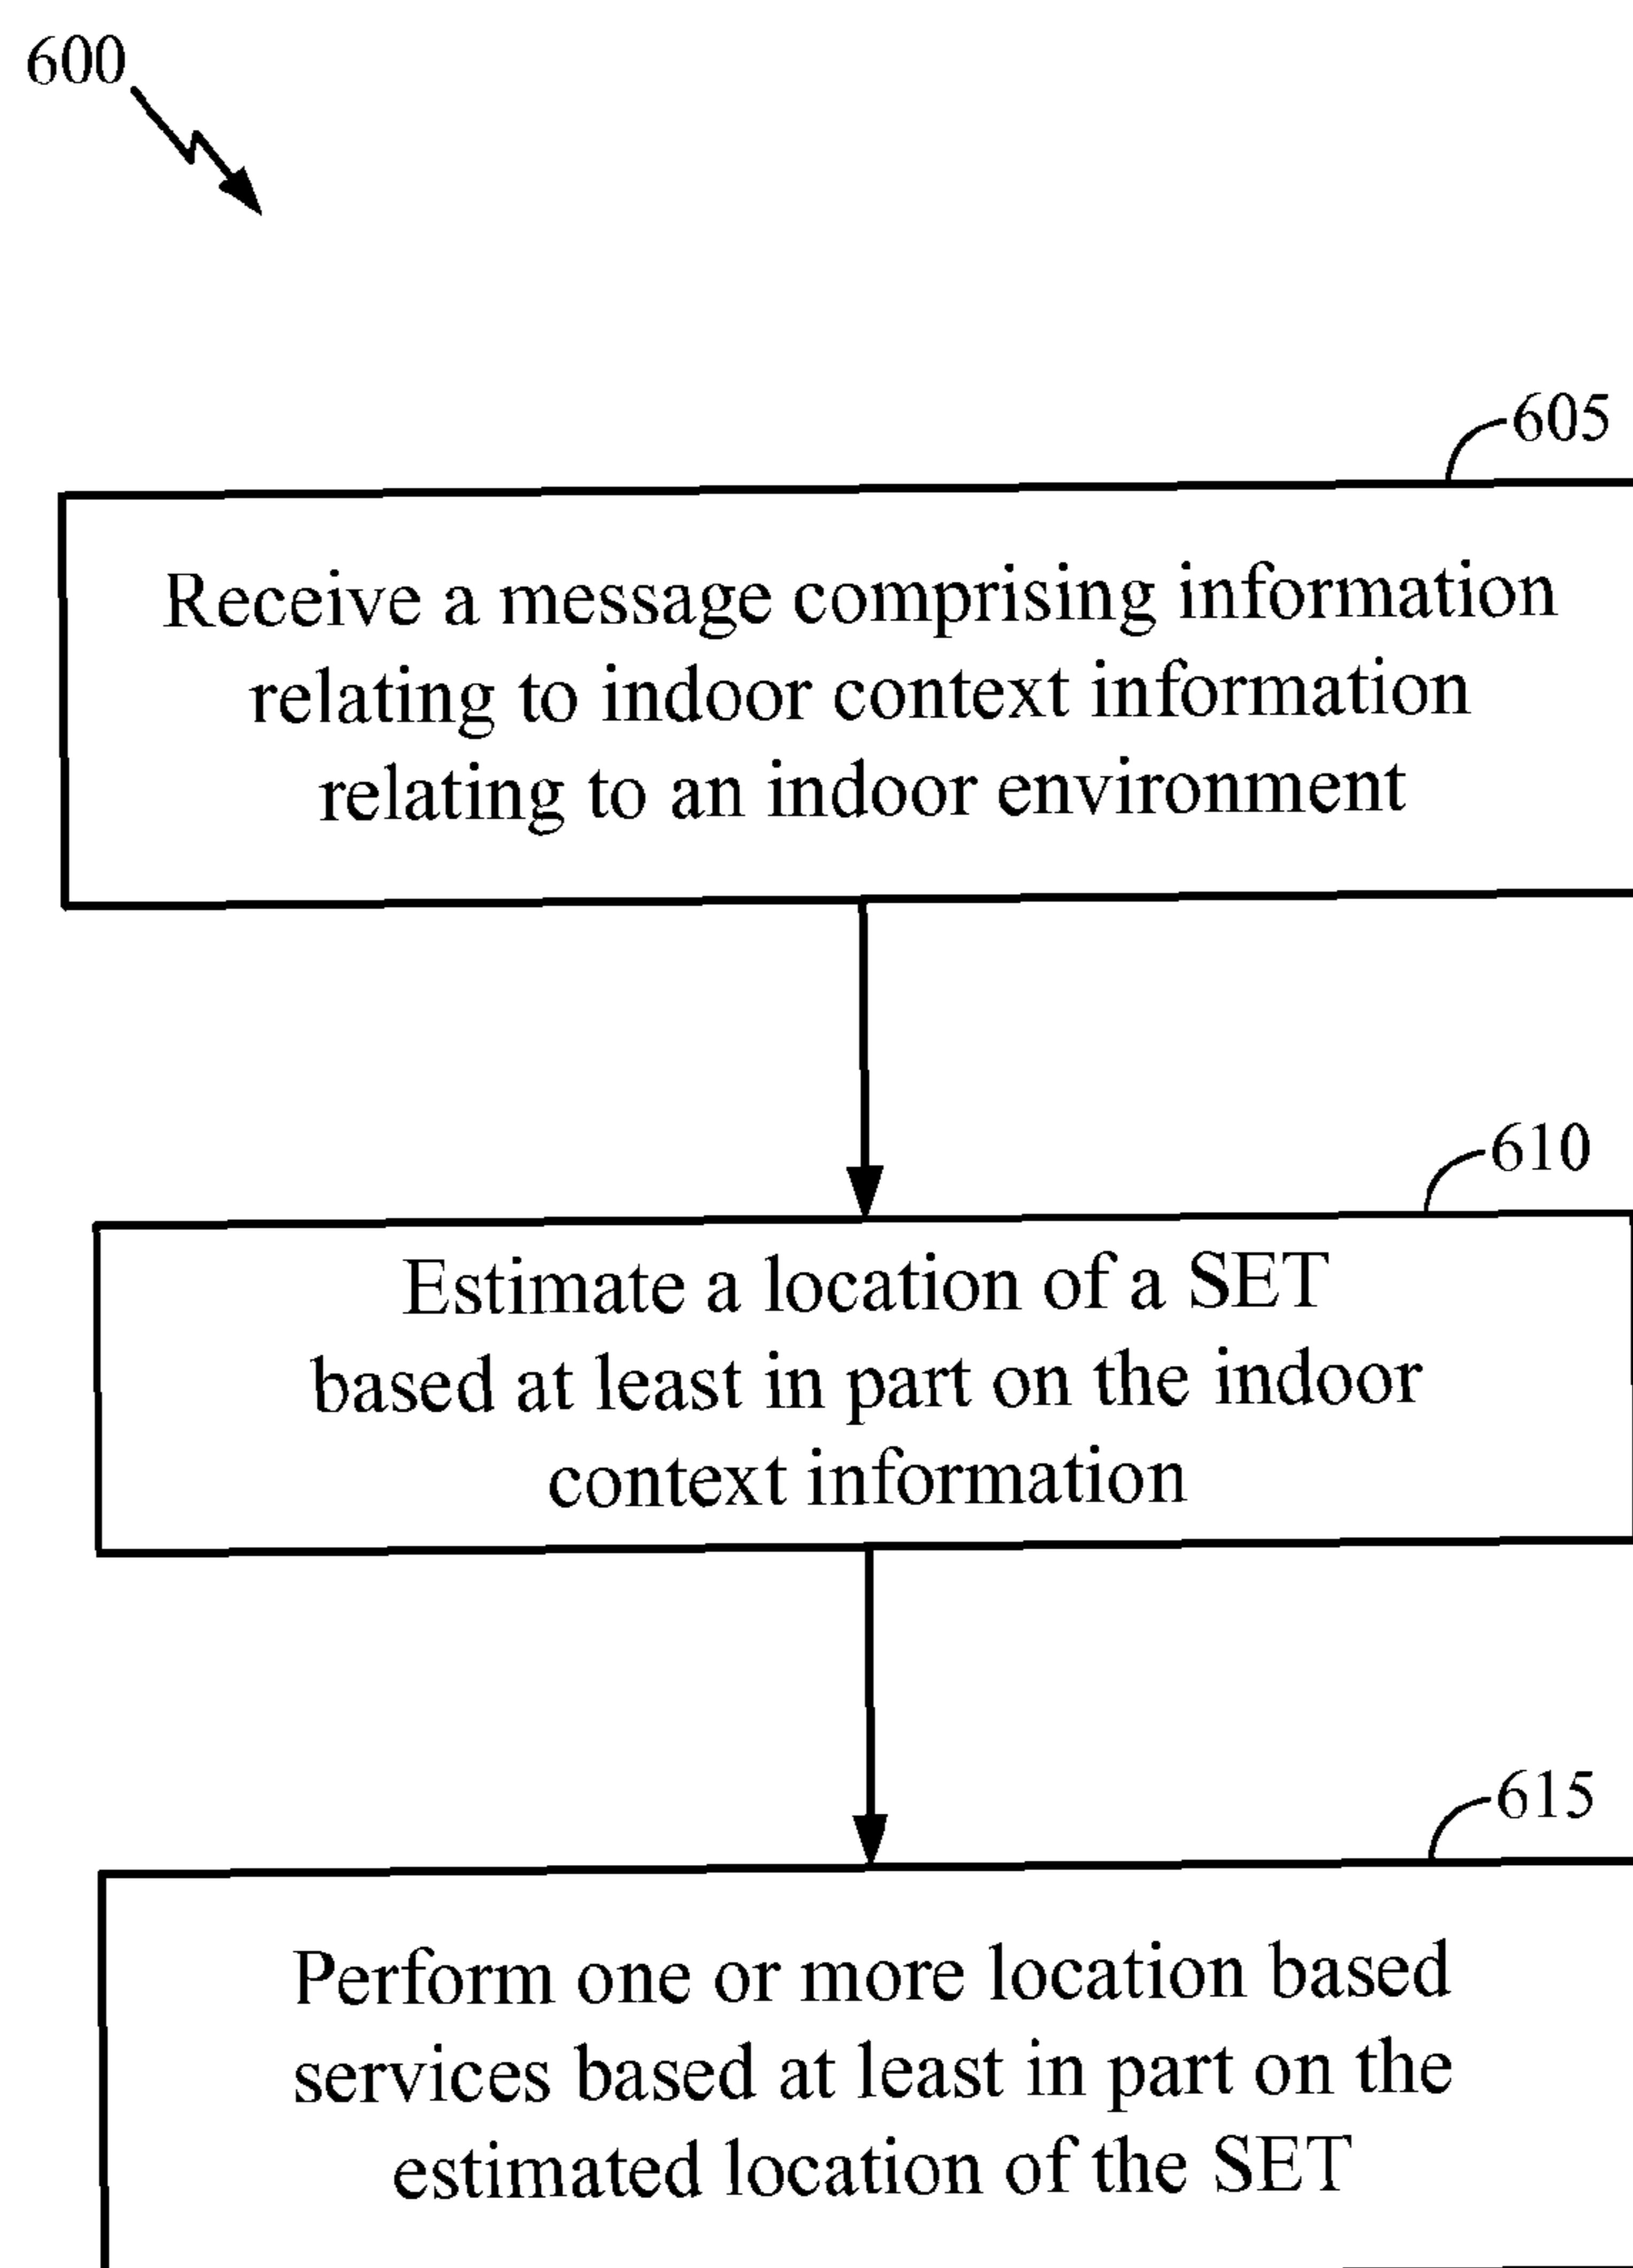 600
605
Receive a message comprising information
relating to indoor context information
relating to an indoor environment
610
Estimate a location of a SET
based at least in part on the indoor
context information
615
Perform one or more location based
services based at least in part on the
estimated location of the SET